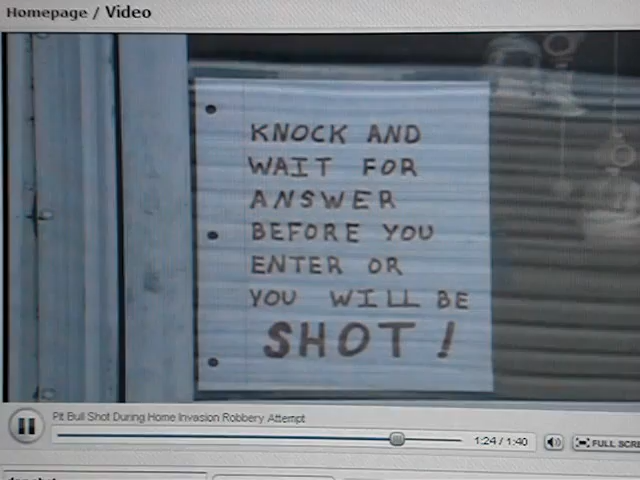 Homepage / Video
KNOCK AND
WAIT FOR
ANSWER
BEFORE YOU
ENTER OR
YOU WILL BE
SHOT!
Pit Bull Shot During Home Invasion Robbery Attempt
1:24 / 1:40
FULL SCRE